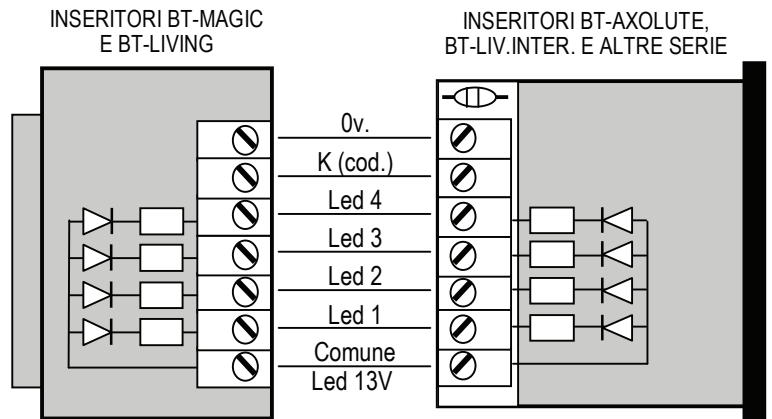 INSERITORI BT-MAGIC
E BT-LIVING
INSERITORI BT-AXOLUTE,
BT-LIV.INTER. E ALTRE SERIE
0v.
K (cod.)
Led 4
Led 3
Led 2
Led 1
Comune
Led 13V